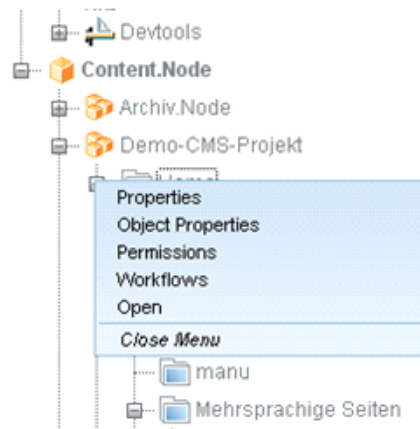 Devtools
Content.Node
Archiv.Node
Demo-CMS-Projekt
Properties
Object Properties
Permissions
Workflows
Open
Close Menu
manu
Mehrsprachige Seiten